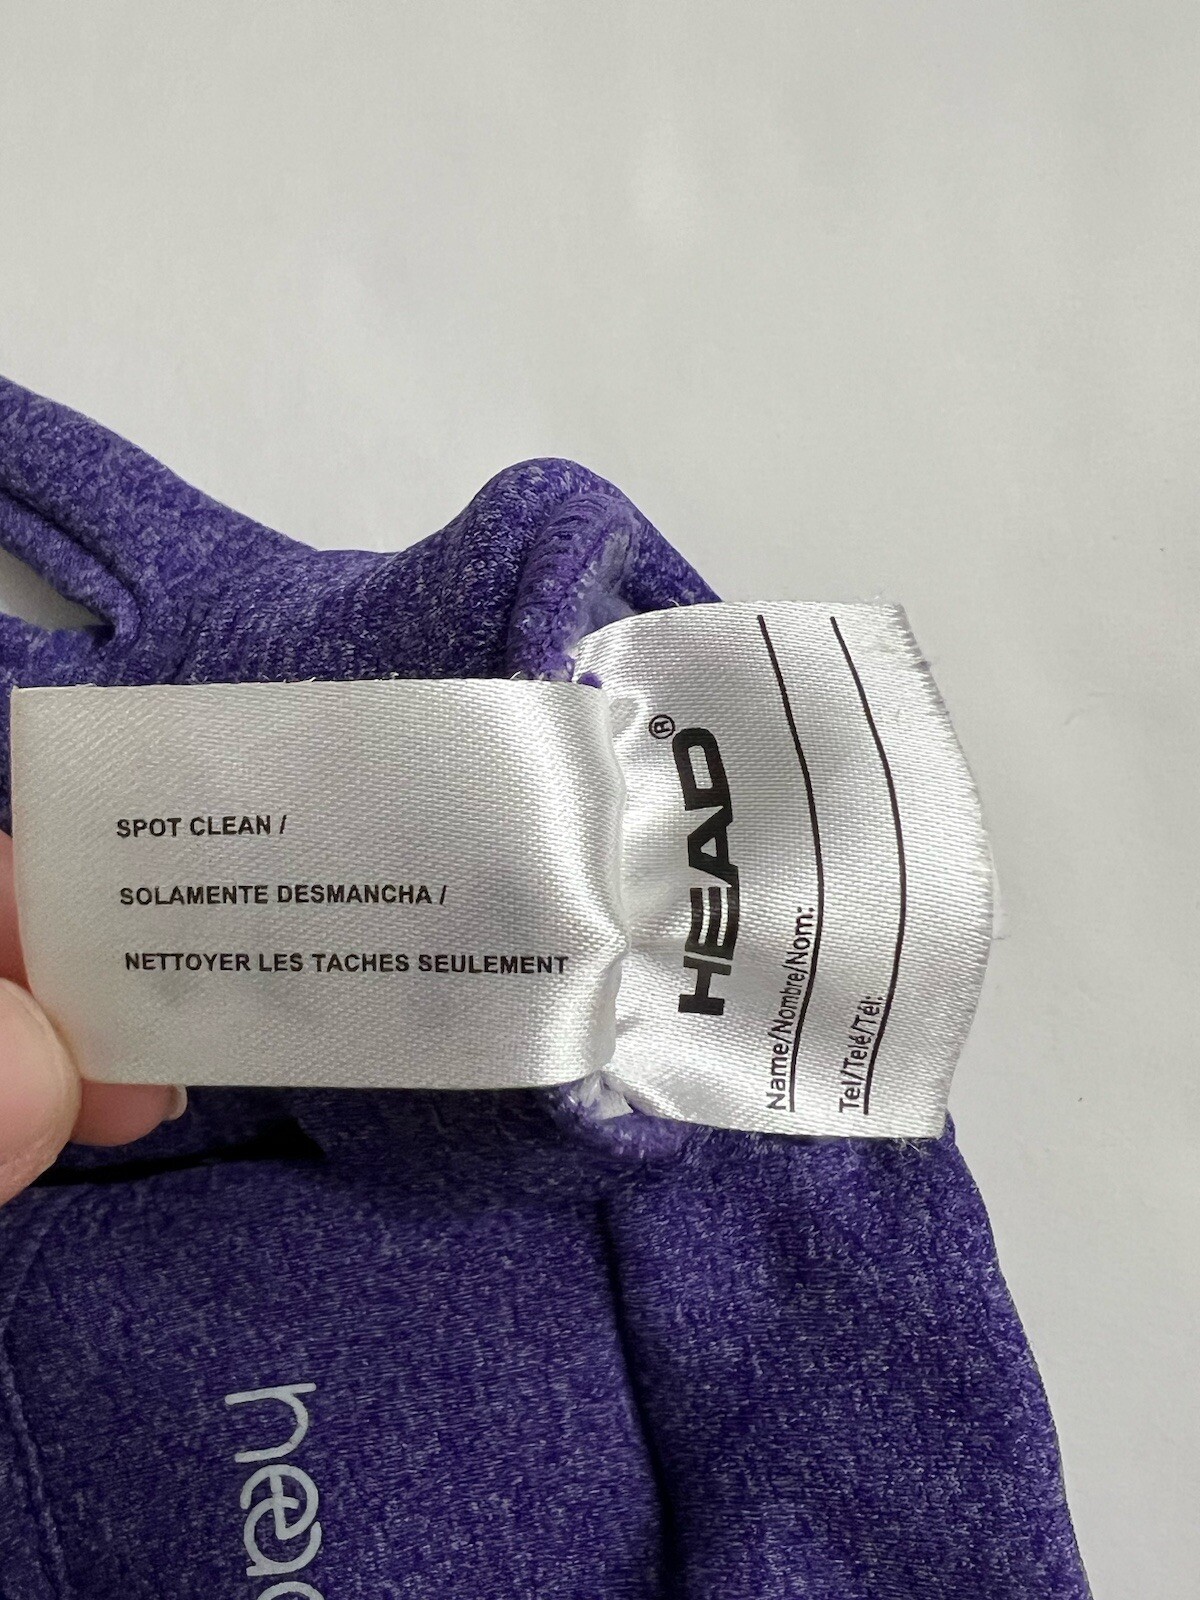 SPOT CLEAN /
SOLAMENTE DESMANCHA /
NETTOYER LES TACHES SEULEMENT
HEAD®
Name/Nombre/Nom:
Tel/Telé/Tél: